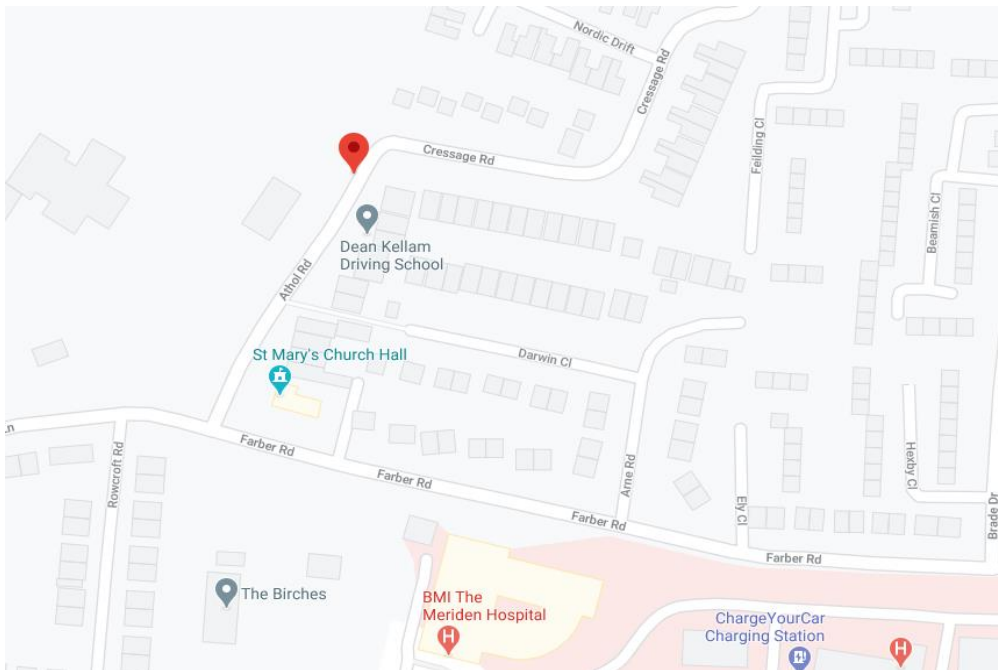 Nordic Drift
Cressage Rd
Cressage Rd
Feilding Cl
Beamish Cl
Dean Kellam
Driving School
Athol Rd
St Mary's Church Hall
Darwin Cl
ln
Farber Rd
Rowcroft Rd
Farber Rd
Arne Rd
Hexby Cl
Ely Cl
Brade Dr
Farber Rd
Farber Rd
The Birches
BMI The
Meriden Hospital
H
ChargeYourCar
Charging Station
H